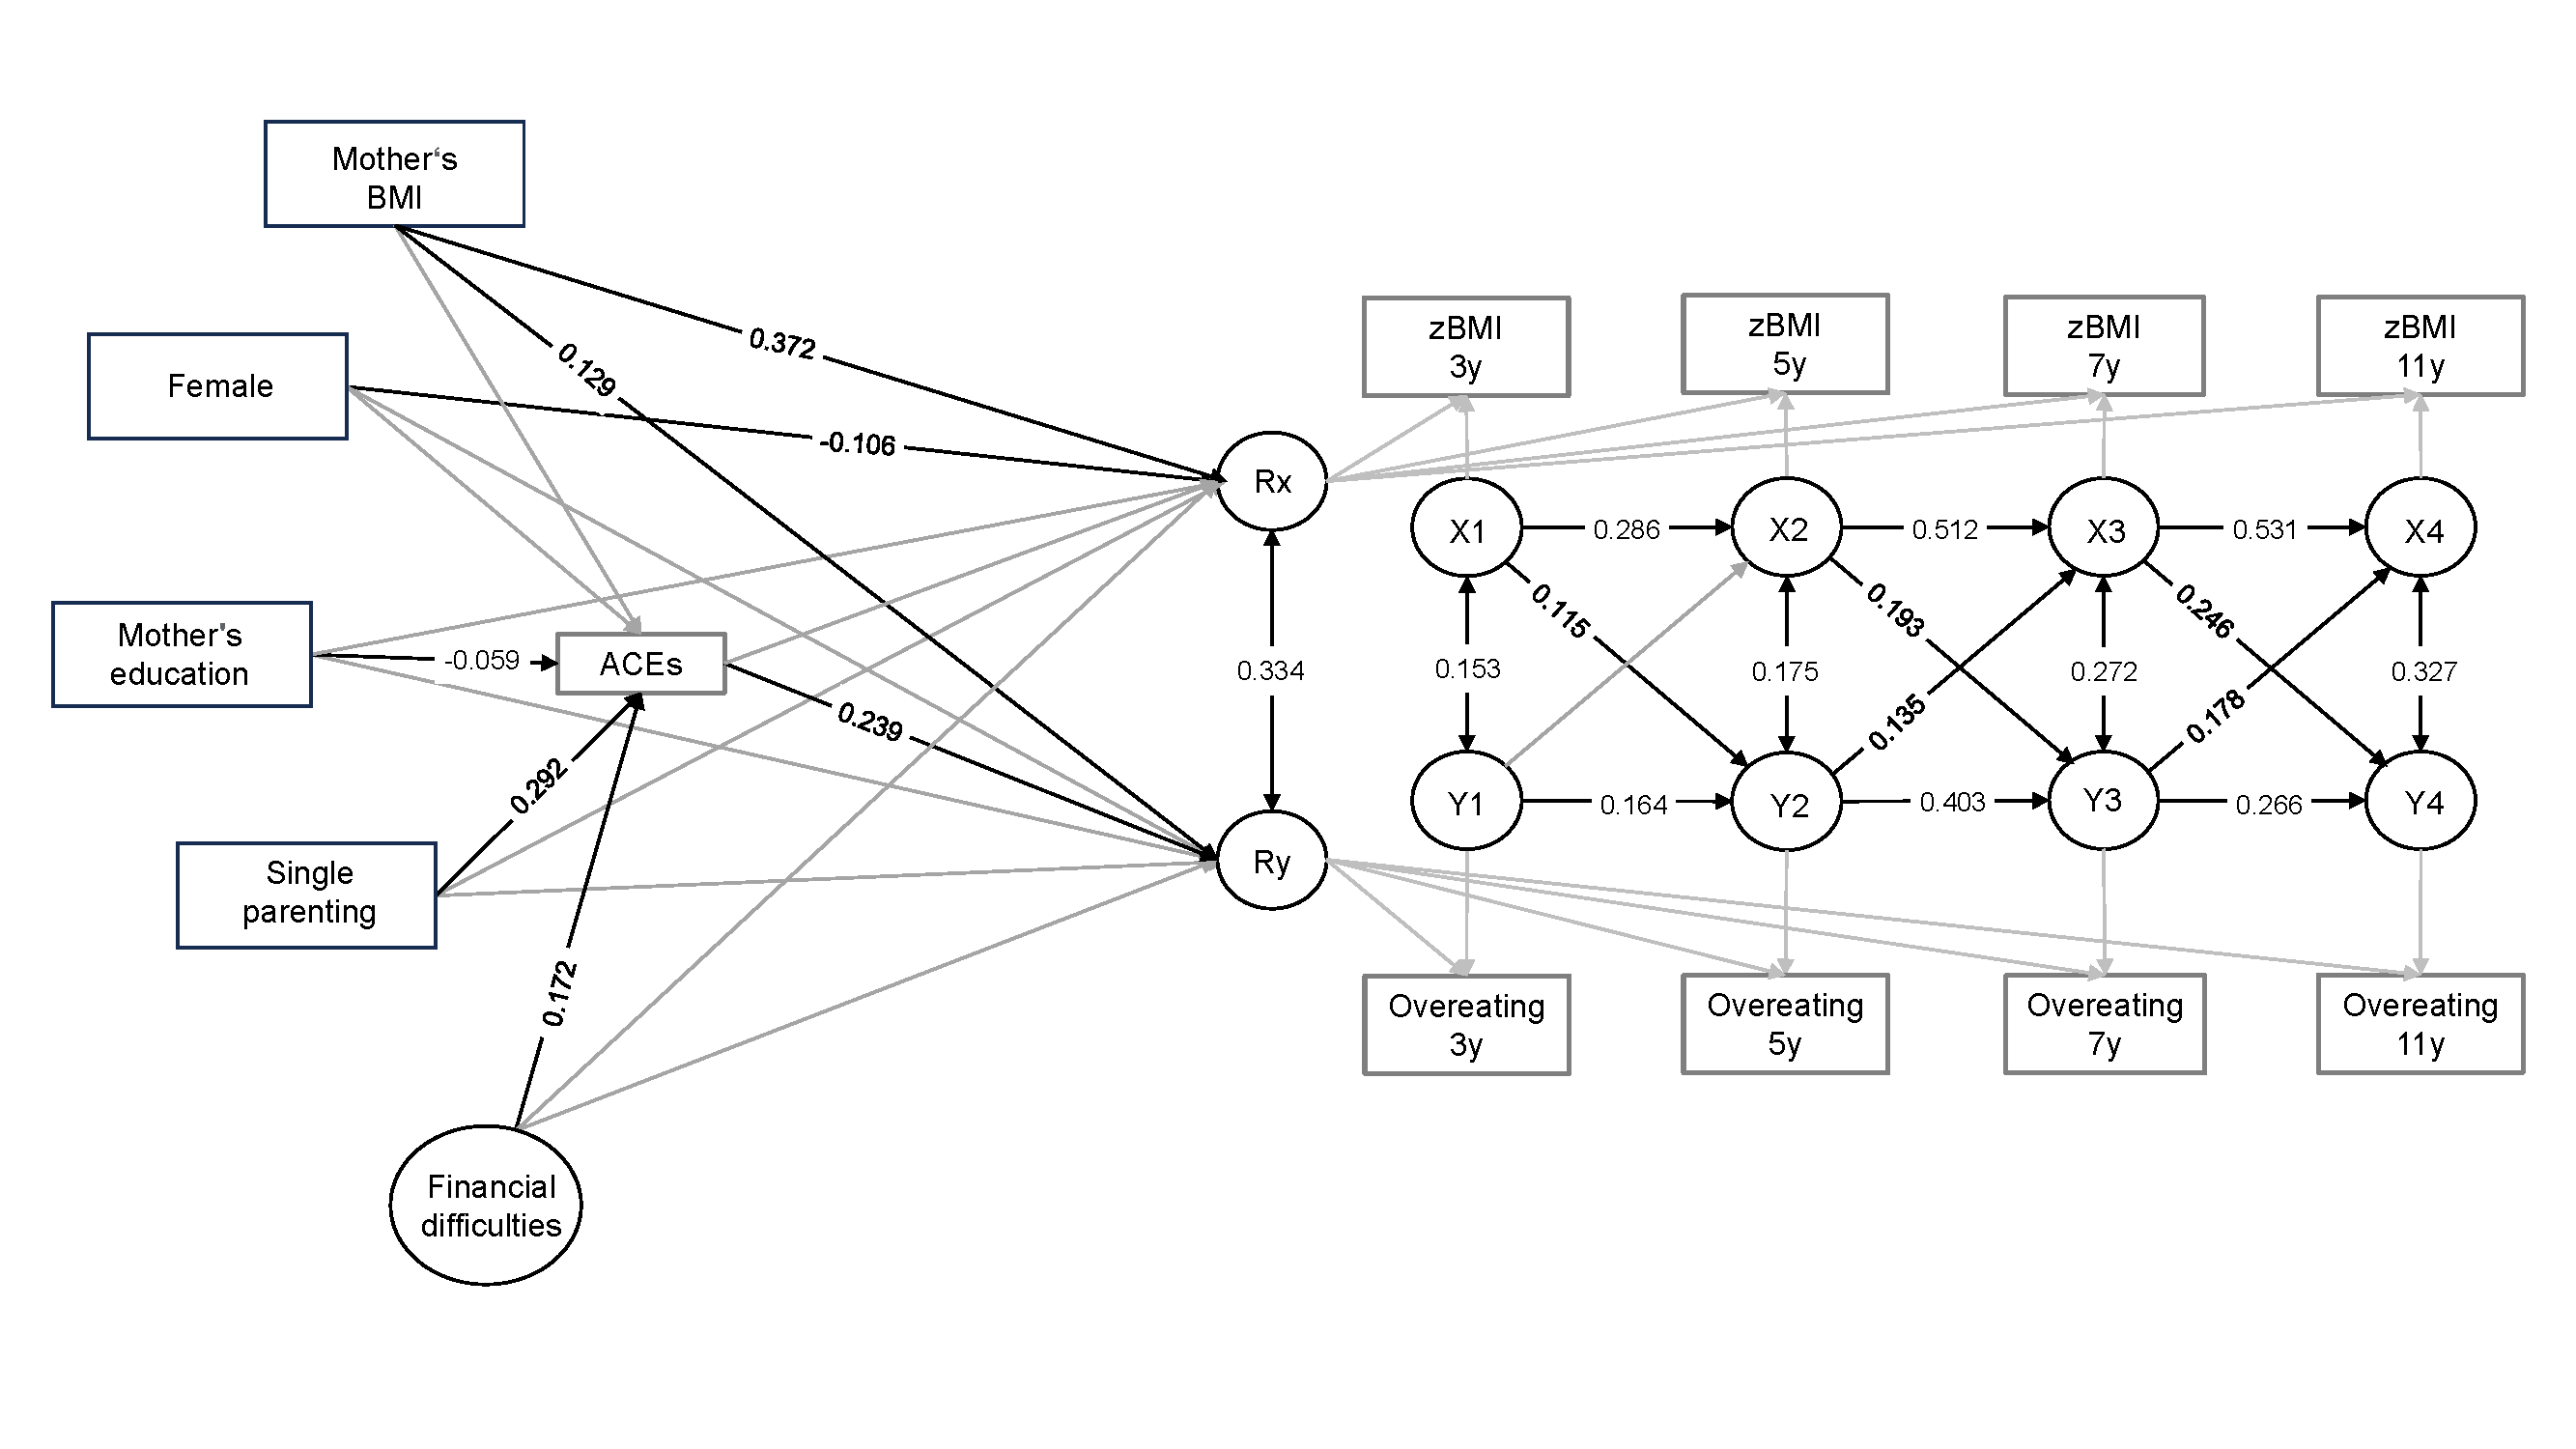 Mother‘s
BMI
Female
Mother's
education
Single
parenting
Financial
difficulties
ACEs
0.372
0.129
-0.106
-0.059
0.292
0.172
0.239
Rx
0.334
Ry
zBMI
3y
zBMI
5y
zBMI
7y
zBMI
11y
X1
0.286
X2
0.512
X3
0.531
X4
0.115
0.193
0.246
0.153
0.175
0.272
0.327
0.135
0.178
Y1
0.164
Y2
0.403
Y3
0.266
Y4
Overeating
3y
Overeating
5y
Overeating
7y
Overeating
11y